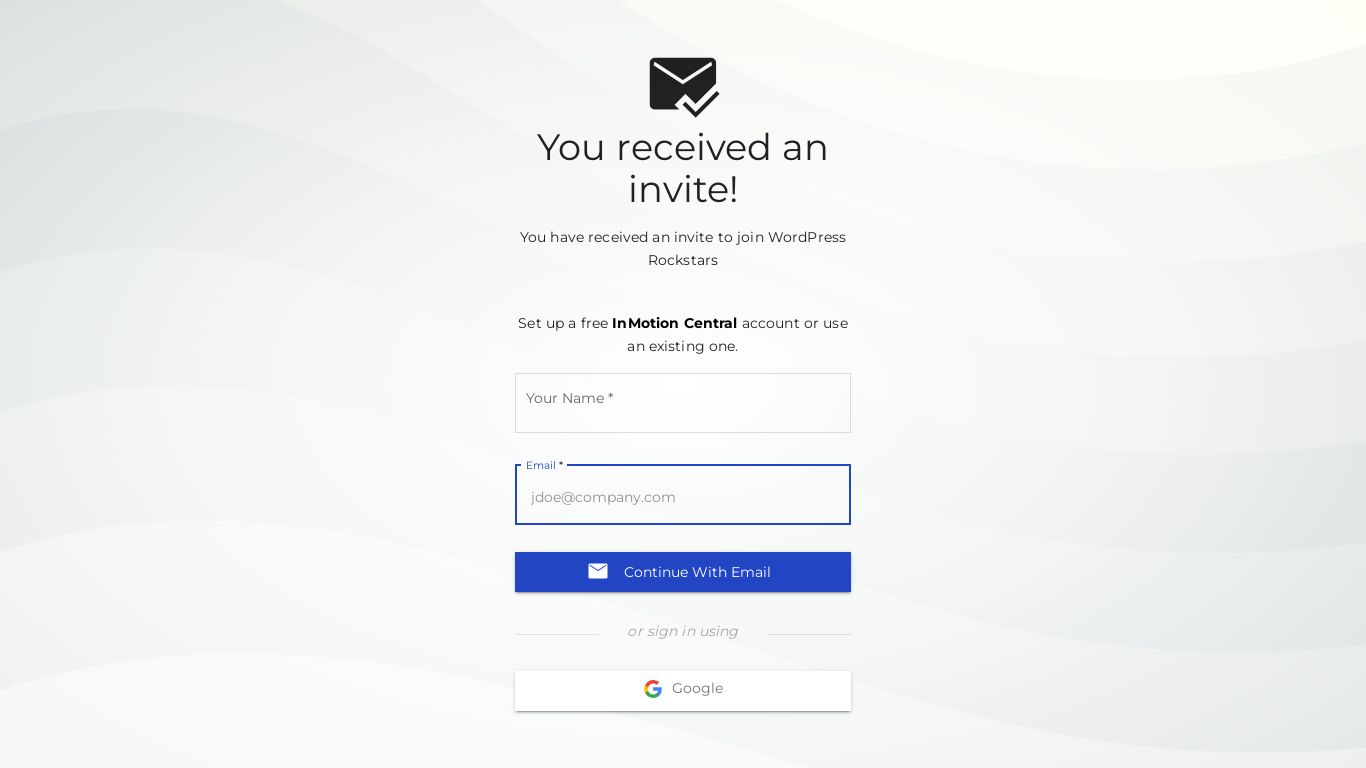 You received an
invite!
You have received an invite to join WordPress
Rockstars
Set up a free InMotion Central account or use
an existing one.
Your Name *
Email *
jdoe@company.com
Continue With Email
or sign in using
Google